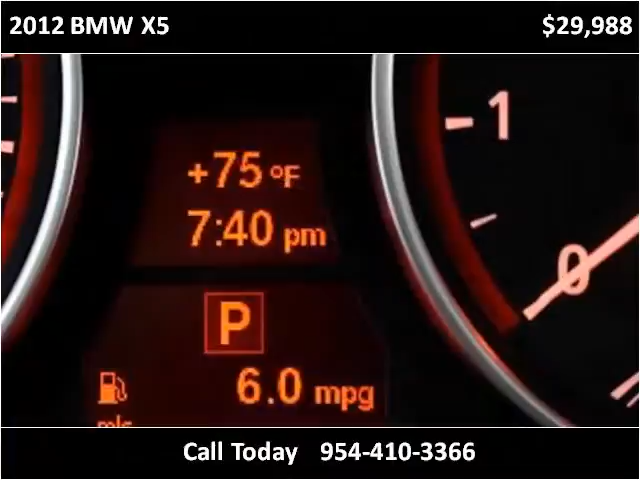 2012 BMW X5 $29,988
+75 °F
1
7:40 pm
0
P
6.0 mpg
Call Today 954-410-3366